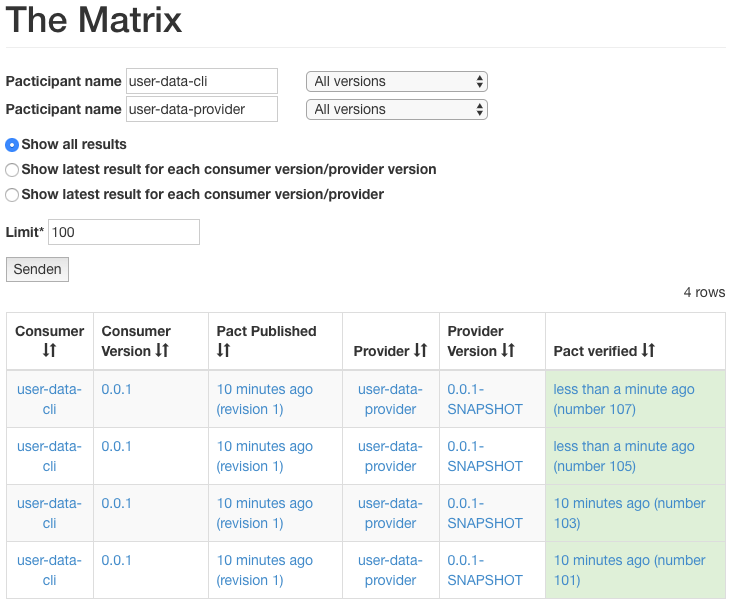 The Matrix
Pacticipant name user-data-cli All versions
Pacticipant name user-data-provider All versions
Show all results
Show latest result for each consumer version/provider version
Show latest result for each consumer version/provider
Limit* 100
Senden
4 rows
Consumer Consumer Version Pact Published Provider Provider Version Pact verified
user-data-cli 0.0.1 10 minutes ago (revision 1) user-data-provider 0.0.1-SNAPSHOT less than a minute ago (number 107)
user-data-cli 0.0.1 10 minutes ago (revision 1) user-data-provider 0.0.1-SNAPSHOT less than a minute ago (number 105)
user-data-cli 0.0.1 10 minutes ago (revision 1) user-data-provider 0.0.1-SNAPSHOT 10 minutes ago (number 103)
user-data-cli 0.0.1 10 minutes ago (revision 1) user-data-provider 0.0.1-SNAPSHOT 10 minutes ago (number 101)